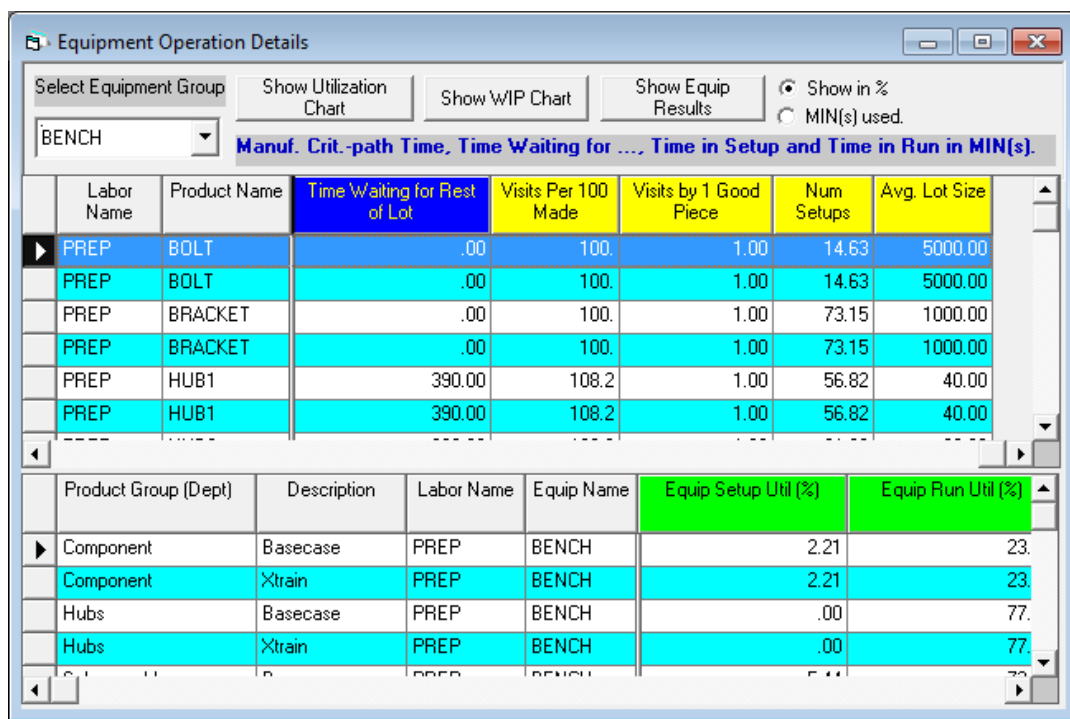 Equipment Operation Details
Select Equipment Group
Show Utilization Chart
Show WIP Chart
Show Equip Results
Show in %
MIN(s) used.
BENCH
Manuf. Crit.-path Time, Time Waiting for ..., Time in Setup and Time in Run in MIN(s).
Labor Name Product Name Time Waiting for Rest of Lot Visits Per 100 Made Visits by 1 Good Piece Num Setups Avg. Lot Size
PREP BOLT .00 100. 1.00 14.63 5000.00
PREP BOLT .00 100. 1.00 14.63 5000.00
PREP BRACKET .00 100. 1.00 73.15 1000.00
PREP BRACKET .00 100. 1.00 73.15 1000.00
PREP HUB1 390.00 108.2 1.00 56.82 40.00
PREP HUB1 390.00 108.2 1.00 56.82 40.00
Product Group (Dept) Description Labor Name Equip Name Equip Setup Util (%) Equip Run Util (%)
Component Basecase PREP BENCH 2.21 23.
Component Xtrain PREP BENCH 2.21 23.
Hubs Basecase PREP BENCH .00 77.
Hubs Xtrain PREP BENCH .00 77.